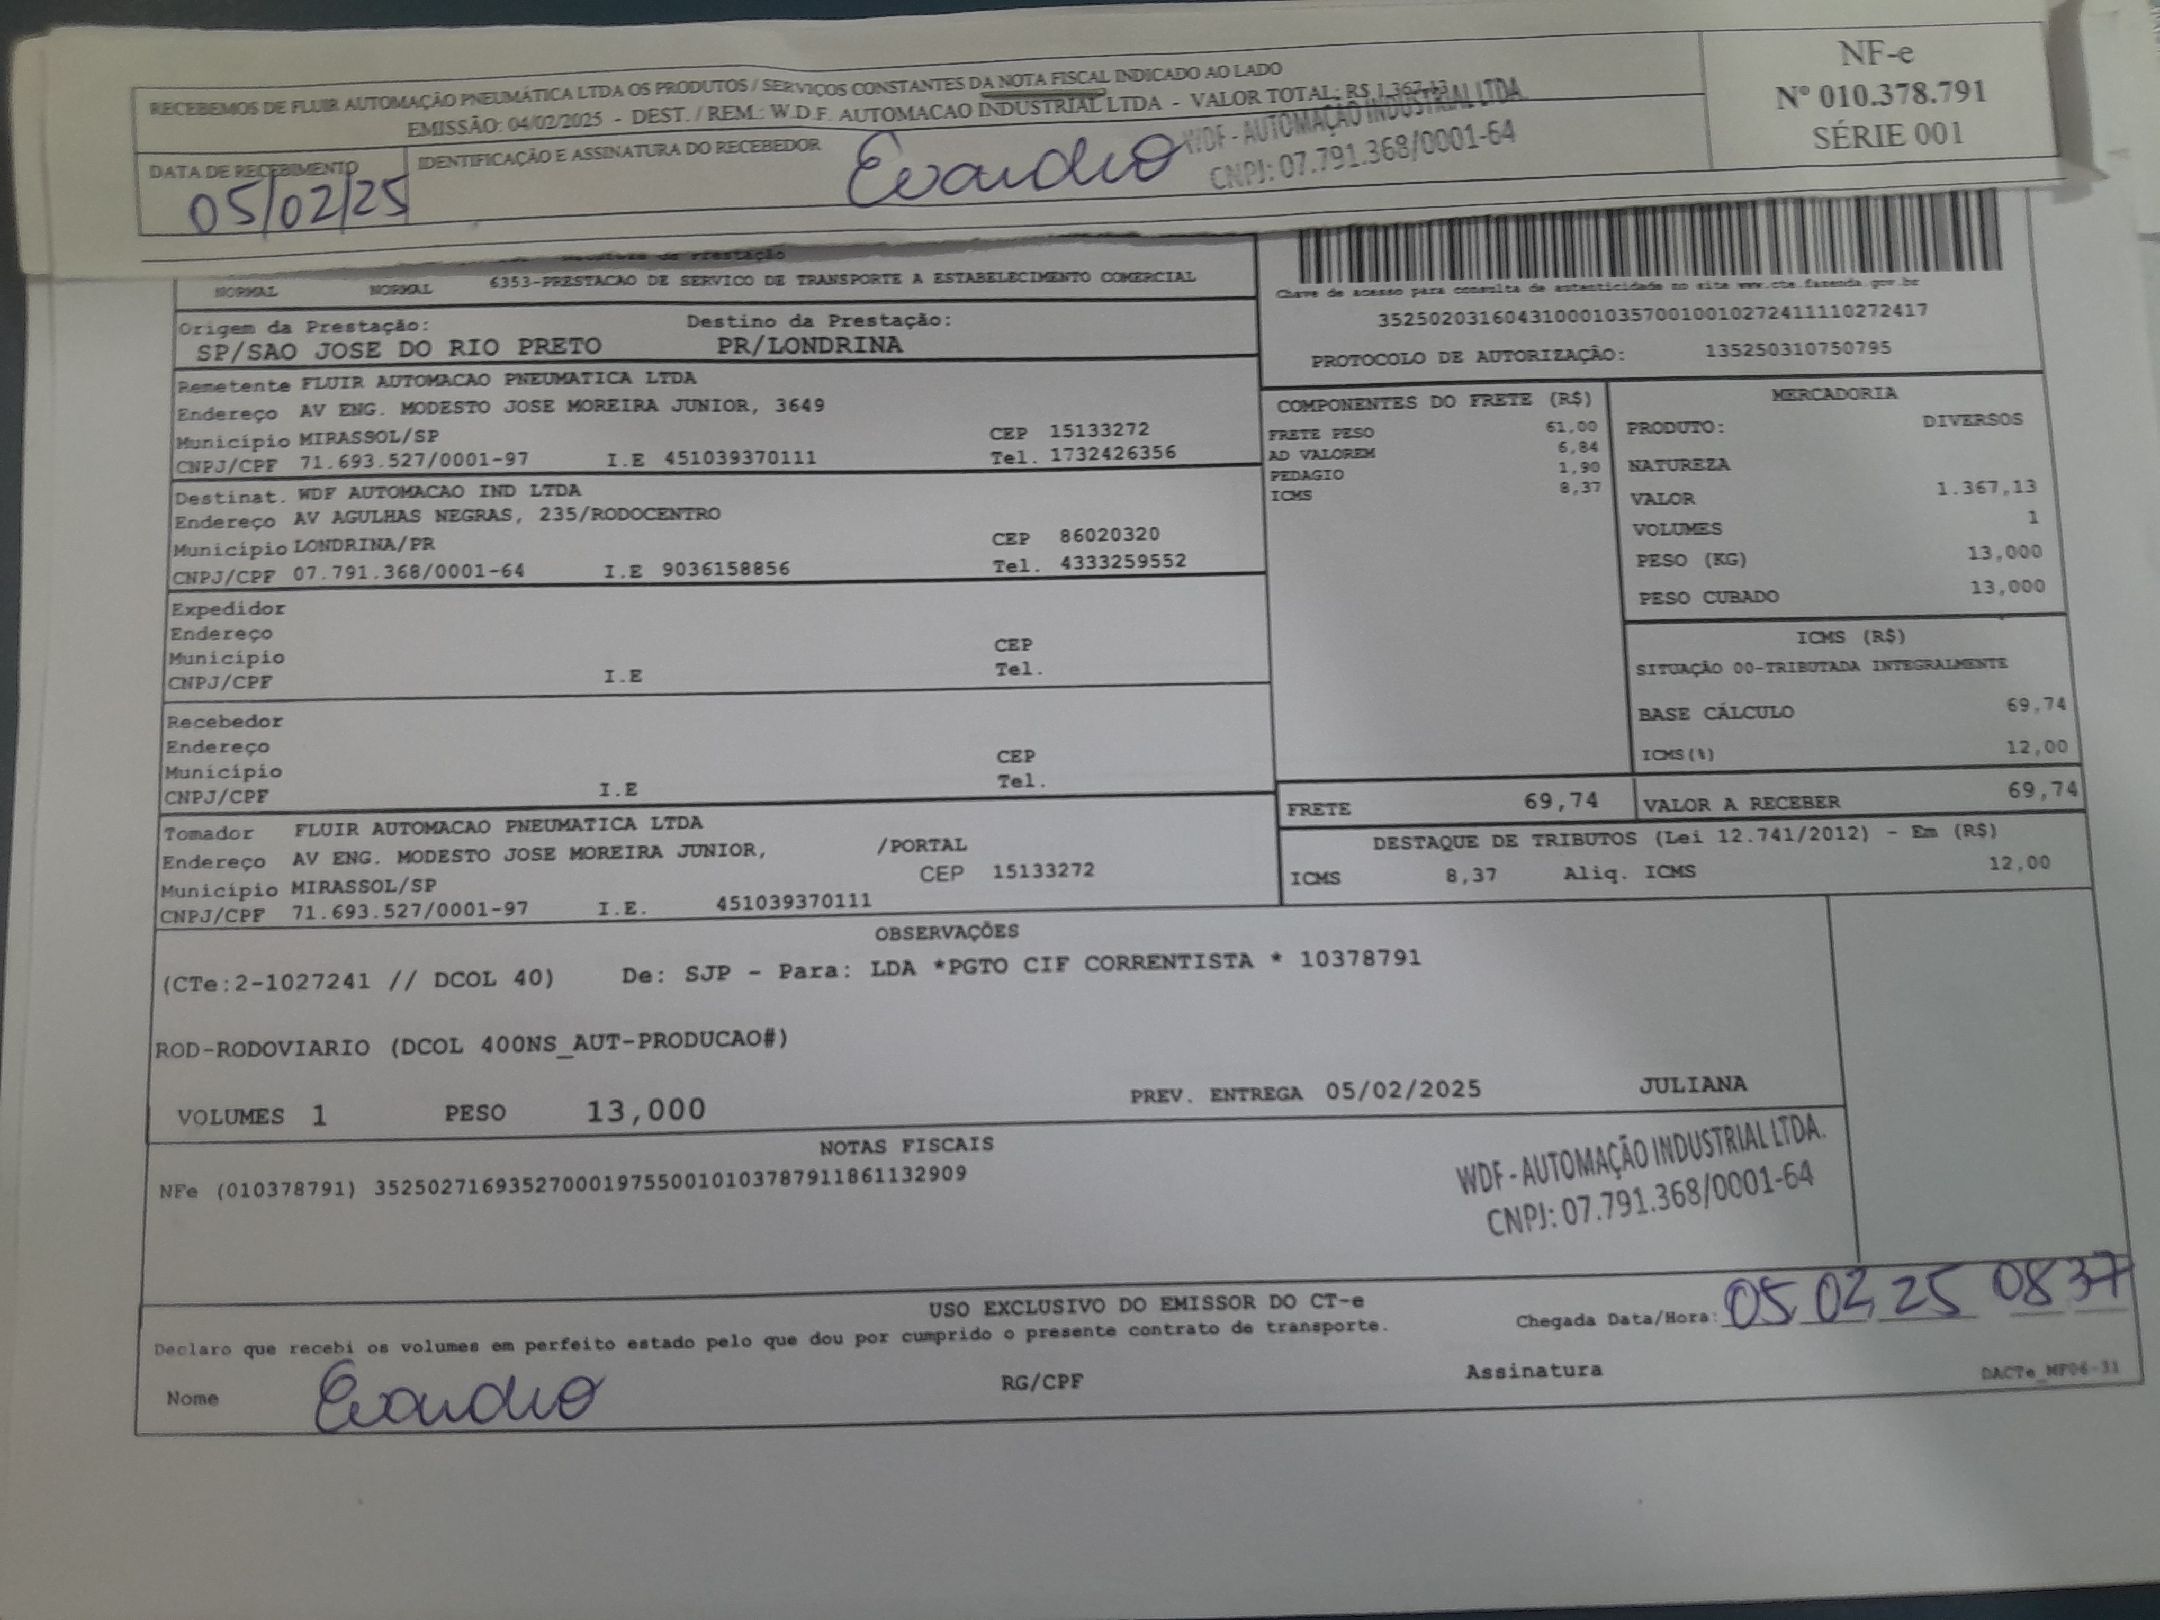 RECEBEMOS DE FLUIR AUTOMAÇÃO PNEUMÁTICA LTDA OS PRODUTOS / SERVIÇOS CONSTANTES DA NOTA FISCAL INDICADO AO LADO
EMISSÃO: 04/02/2025 - DEST. / REM.: W.D.F. AUTOMACAO INDUSTRIAL LTDA - VALOR TOTAL: R$ 1.367,13
NF-e
Nº 010.378.791
SÉRIE 001
DATA DE RECEBIMENTO
05/02/25
IDENTIFICAÇÃO E ASSINATURA DO RECEBEDOR
Evandro
WDF - AUTOMAÇÃO INDUSTRIAL LTDA.
CNPJ: 07.791.368/0001-64
NORMAL NORMAL 6353-PRESTACAO DE SERVICO DE TRANSPORTE A ESTABELECIMENTO COMERCIAL
Chave de acesso para consulta de autenticidade no site www.cte.fazenda.gov.br
35250203160431000103570010010272411110272417
PROTOCOLO DE AUTORIZAÇÃO: 135250310750795
Origem da Prestação: Destino da Prestação:
SP/SAO JOSE DO RIO PRETO PR/LONDRINA
Remetente FLUIR AUTOMACAO PNEUMATICA LTDA
Endereço AV ENG. MODESTO JOSE MOREIRA JUNIOR, 3649
Município MIRASSOL/SP CEP 15133272
CNPJ/CPF 71.693.527/0001-97 I.E 451039370111 Tel. 1732426356
Destinat. WDF AUTOMACAO IND LTDA
Endereço AV AGULHAS NEGRAS, 235/RODOCENTRO
Município LONDRINA/PR CEP 86020320
CNPJ/CPF 07.791.368/0001-64 I.E 9036158856 Tel. 4333259552
Expedidor
Endereço
Município CEP
CNPJ/CPF I.E Tel.
Recebedor
Endereço
Município CEP
CNPJ/CPF I.E Tel.
Tomador FLUIR AUTOMACAO PNEUMATICA LTDA
Endereço AV ENG. MODESTO JOSE MOREIRA JUNIOR, /PORTAL
Município MIRASSOL/SP CEP 15133272
CNPJ/CPF 71.693.527/0001-97 I.E. 451039370111
COMPONENTES DO FRETE (R$)
FRETE PESO 61,00
AD VALOREM 6,84
PEDAGIO 1,90
ICMS 8,37
MERCADORIA
PRODUTO: DIVERSOS
NATUREZA
VALOR 1.367,13
VOLUMES 1
PESO (KG) 13,000
PESO CUBADO 13,000
ICMS (R$)
SITUAÇÃO 00-TRIBUTADA INTEGRALMENTE
BASE CÁLCULO 69,74
ICMS(%) 12,00
FRETE 69,74 VALOR A RECEBER 69,74
DESTAQUE DE TRIBUTOS (Lei 12.741/2012) - Em (R$)
ICMS 8,37 Aliq. ICMS 12,00
OBSERVAÇÕES
(CTe:2-1027241 // DCOL 40) De: SJP - Para: LDA *PGTO CIF CORRENTISTA * 10378791
ROD-RODOVIARIO (DCOL 400NS_AUT-PRODUCAO#)
VOLUMES 1 PESO 13,000 PREV. ENTREGA 05/02/2025 JULIANA
NOTAS FISCAIS
NFe (010378791) 35250271693527000197550010103787911861132909
WDF - AUTOMAÇÃO INDUSTRIAL LTDA.
CNPJ: 07.791.368/0001-64
USO EXCLUSIVO DO EMISSOR DO CT-e
Declaro que recebi os volumes em perfeito estado pelo que dou por cumprido o presente contrato de transporte.
Chegada Data/Hora: 05 02 25 08 37
Nome Evandro RG/CPF Assinatura DACTe_MF06-31